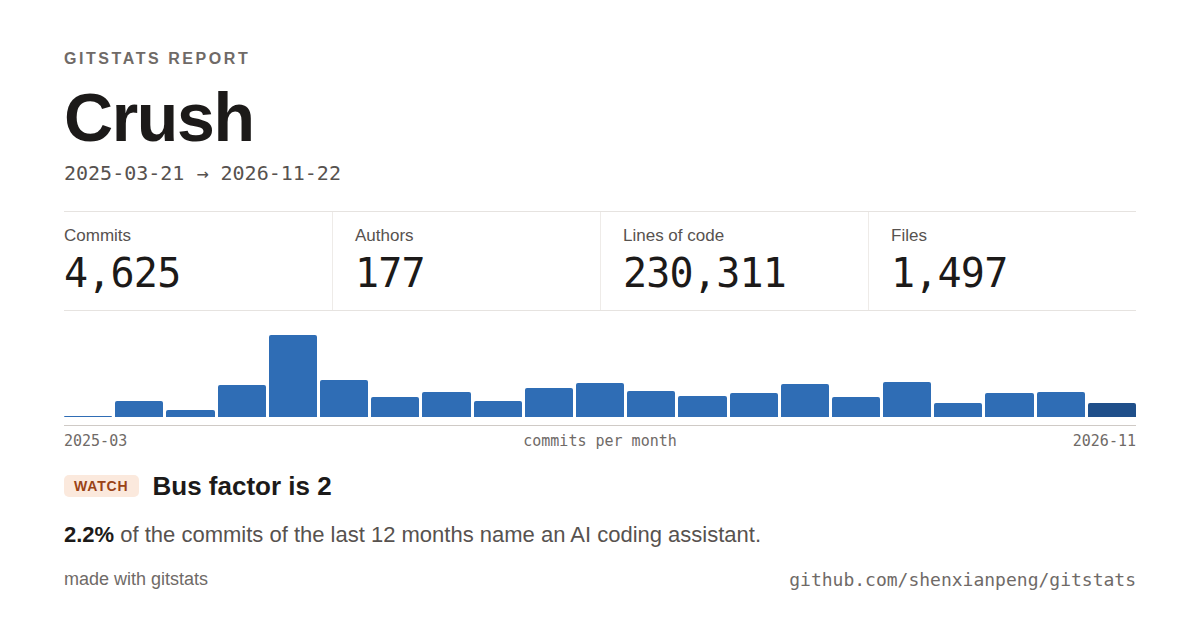 GITSTATS REPORT
Crush
2025-03-21 → 2026-11-22
Commits
4,625
Authors
177
Lines of code
230,311
Files
1,497
2025-03
commits per month
2026-11
WATCH Bus factor is 2
2.2% of the commits of the last 12 months name an AI coding assistant.
made with gitstats
github.com/shenxianpeng/gitstats